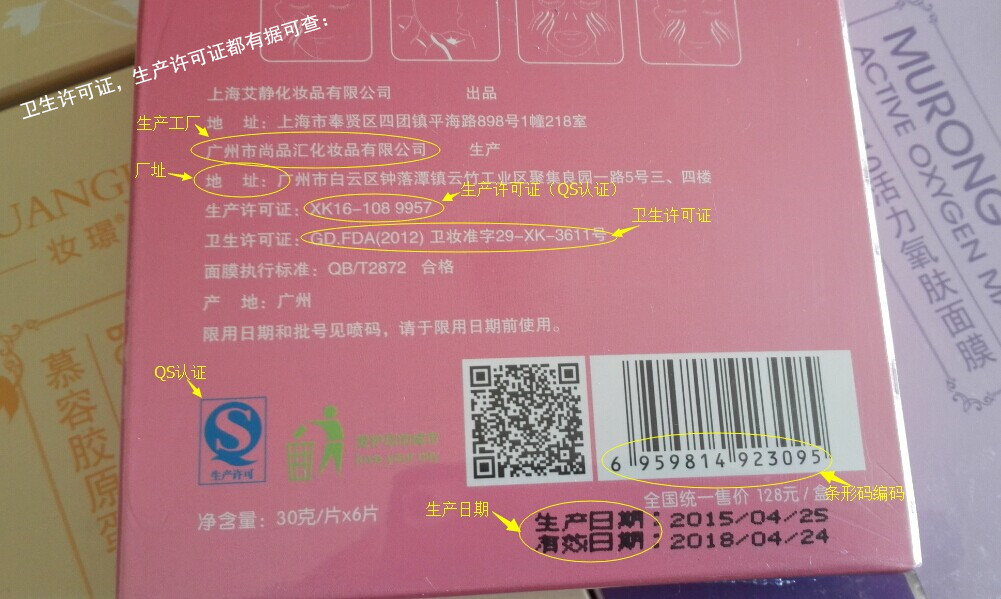 卫生许可证，生产许可证都有据可查：
上海艾静化妆品有限公司 出品
生产工厂
地 址：上海市奉贤区四团镇平海路898号1幢218室
广州市尚品汇化妆品有限公司 生产
厂址
地 址：广州市白云区钟落潭镇云竹工业区聚集良园一路5号三、四楼
生产许可证（QS认证）
生产许可证：XK16-108 9957
卫生许可证
卫生许可证：GD.FDA(2012) 卫妆准字29-XK-3611号
面膜执行标准：QB/T2872 合格
产 地：广州
限用日期和批号见喷码，请于限用日期前使用。
QS认证
生产许可
6 959814 923095
条形码编码
全国统一售价 128元/盒
净含量：30克/片x6片
生产日期
生产日期：2015/04/25
有效日期：2018/04/24
UANGJ
妆璟
慕容胶原蛋
MURONG
ACTIVE OXYGEN MA
活力氧肤面膜